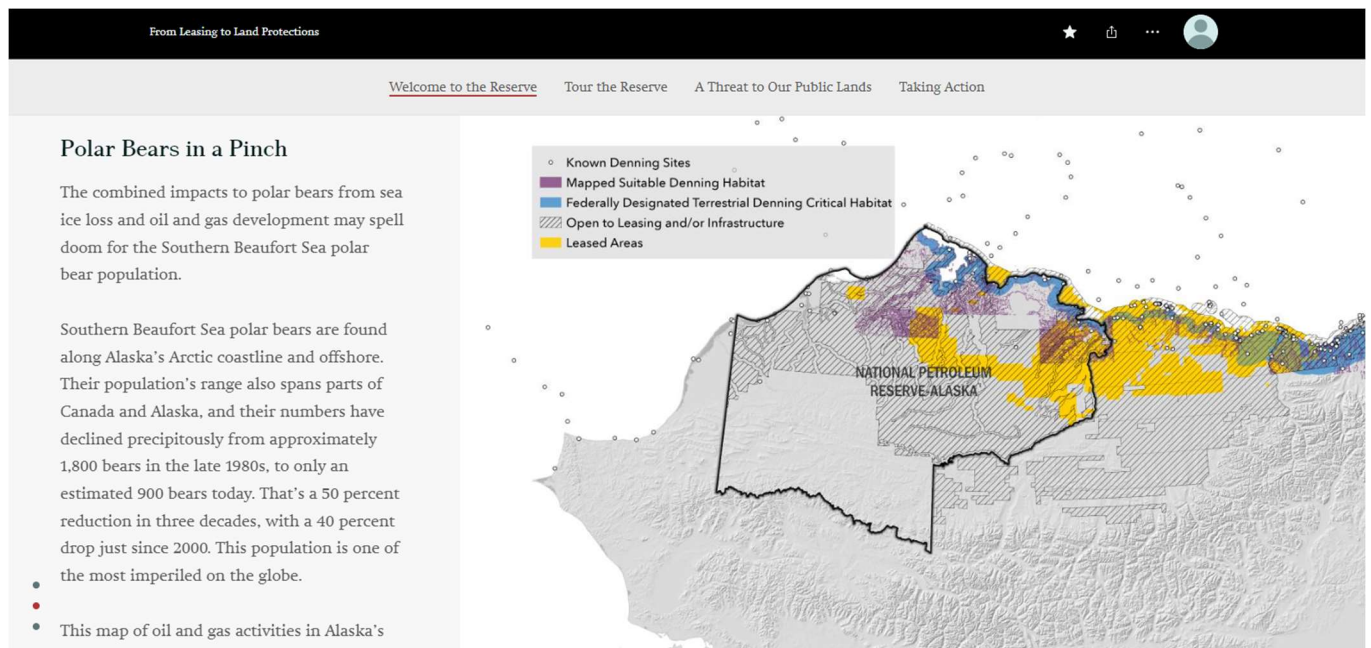 From Leasing to Land Protections
Welcome to the Reserve
Tour the Reserve
A Threat to Our Public Lands
Taking Action
Polar Bears in a Pinch
The combined impacts to polar bears from sea
ice loss and oil and gas development may spell
doom for the Southern Beaufort Sea polar
bear population.
Southern Beaufort Sea polar bears are found
along Alaska’s Arctic coastline and offshore.
Their population’s range also spans parts of
Canada and Alaska, and their numbers have
declined precipitously from approximately
1,800 bears in the late 1980s, to only an
estimated 900 bears today. That’s a 50 percent
reduction in three decades, with a 40 percent
drop just since 2000. This population is one of
the most imperiled on the globe.
This map of oil and gas activities in Alaska’s
Known Denning Sites
Mapped Suitable Denning Habitat
Federally Designated Terrestrial Denning Critical Habitat
Open to Leasing and/or Infrastructure
Leased Areas
NATIONAL PETROLEUM
RESERVE-ALASKA